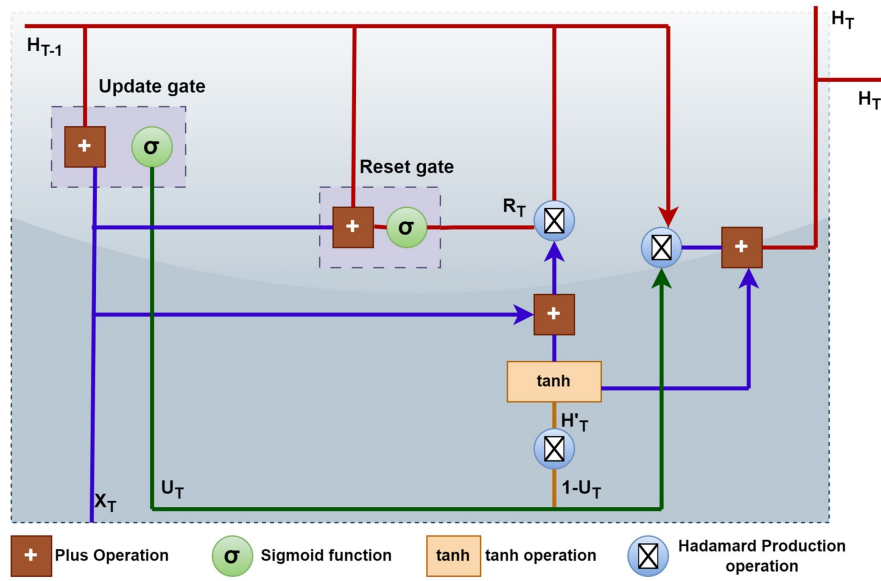 H_T
H_{T-1}
Update gate
H_T
+
σ
Reset gate
R_T
+
σ
+
+
tanh
H'_T
X_T
U_T
1-U_T
+
Plus Operation
σ
Sigmoid function
tanh
tanh operation
Hadamard Production
operation